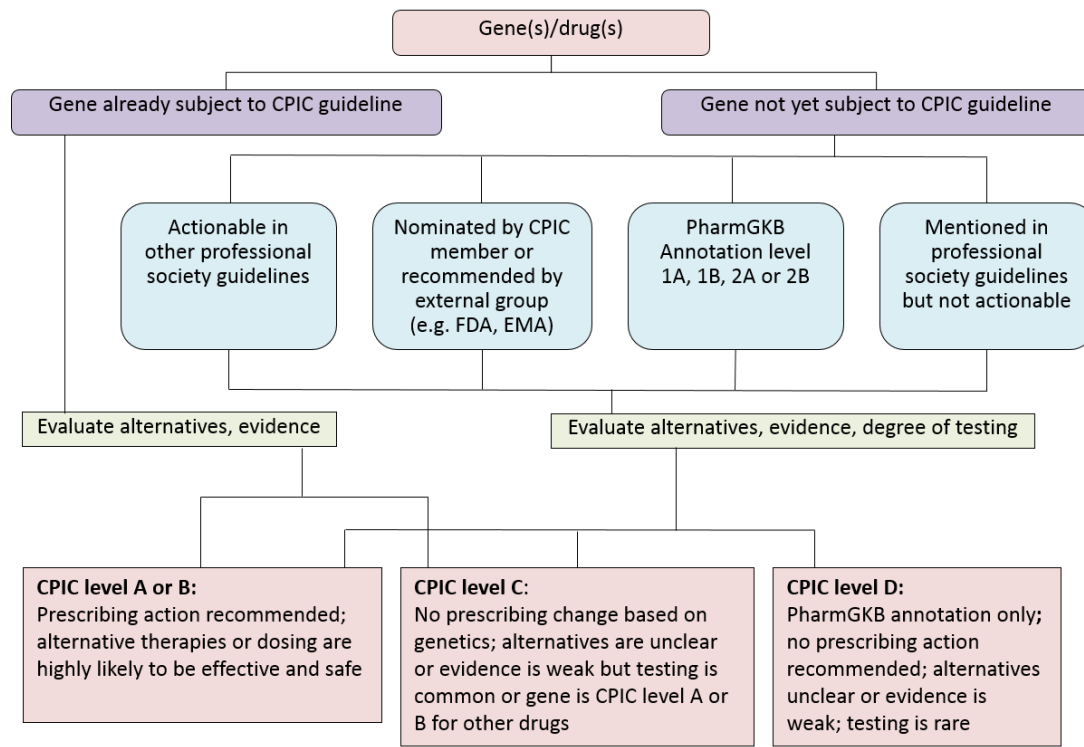 Gene(s)/drug(s)
Gene already subject to CPIC guideline
Gene not yet subject to CPIC guideline
Actionable in
other professional
society guidelines
Nominated by CPIC
member or
recommended by
external group
(e.g. FDA, EMA)
PharmGKB
Annotation level
1A, 1B, 2A or 2B
Mentioned in
professional
society guidelines
but not actionable
Evaluate alternatives, evidence
Evaluate alternatives, evidence, degree of testing
CPIC level A or B:
Prescribing action recommended;
alternative therapies or dosing are
highly likely to be effective and safe
CPIC level C:
No prescribing change based on
genetics; alternatives are unclear
or evidence is weak but testing is
common or gene is CPIC level A or
B for other drugs
CPIC level D:
PharmGKB annotation only;
no prescribing action
recommended; alternatives
unclear or evidence is
weak; testing is rare